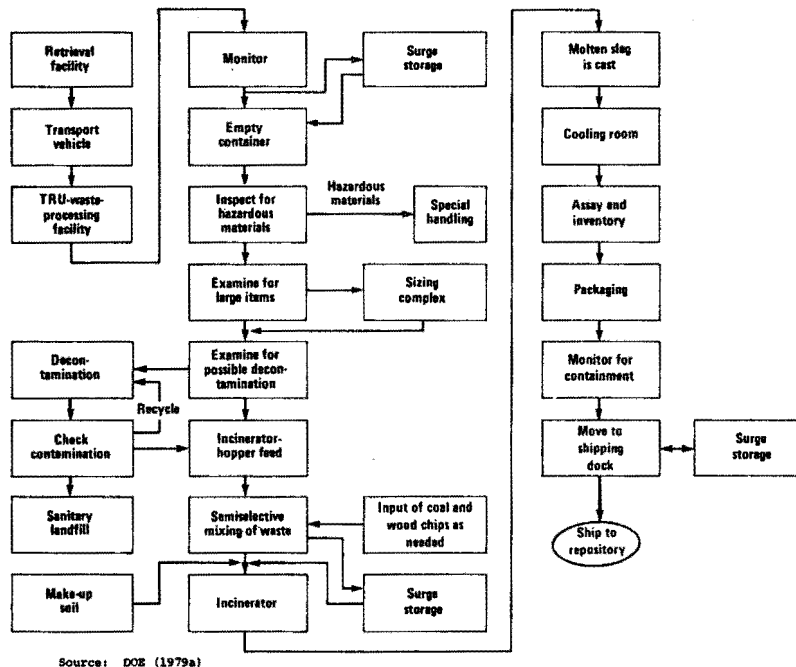 Retrieval
facility
Transport
vehicle
TRU-waste-
processing
facility
Monitor
Surge
storage
Empty
container
Inspect for
hazardous
materials
Hazardous
materials
Special
handling
Examine for
large items
Sizing
complex
Decon-
tamination
Examine for
possible decon-
tamination
Recycle
Check
contamination
Incinerator-
hopper feed
Sanitary
landfill
Semiselective
mixing of waste
Input of coal and
wood chips as
needed
Make-up
soil
Incinerator
Surge
storage
Molten slag
is cast
Cooling room
Assay and
inventory
Packaging
Monitor for
containment
Move to
shipping
dock
Surge
storage
Ship to
repository
Source: DOE (1979a)